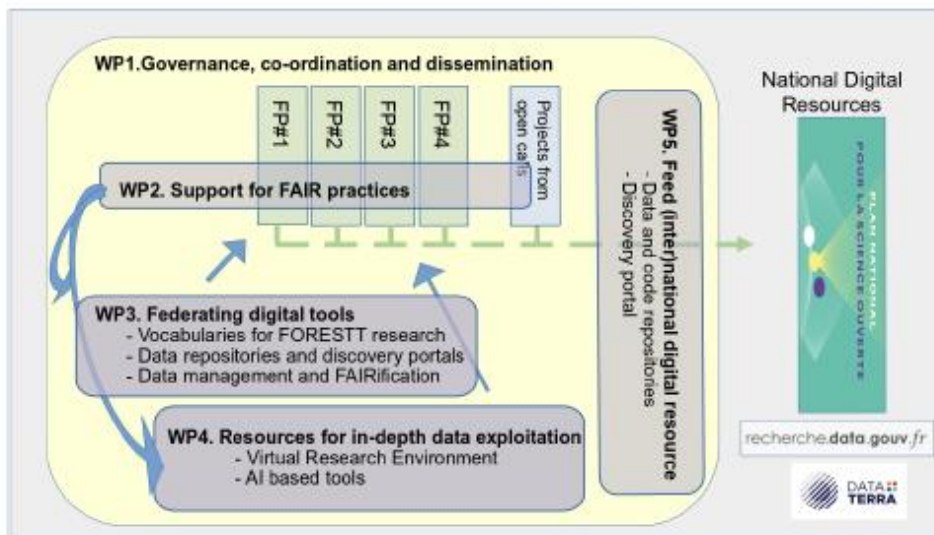 WP1.Governance, co-ordination and dissemination
FP#1
FP#2
FP#3
FP#4
Projects from
open calls
WP2. Support for FAIR practices
WP3. Federating digital tools
- Vocabularies for FORESTT research
- Data repositories and discovery portals
- Data management and FAIRification
WP4. Resources for in-depth data exploitation
- Virtual Research Environment
- AI based tools
WP5. Feed (inter)national digital resource
- Data and code repositories
- Discovery portal
National Digital
Resources
PLAN NATIONAL
POUR LA SCIENCE OUVERTE
recherche.data.gouv.fr
DATA
TERRA